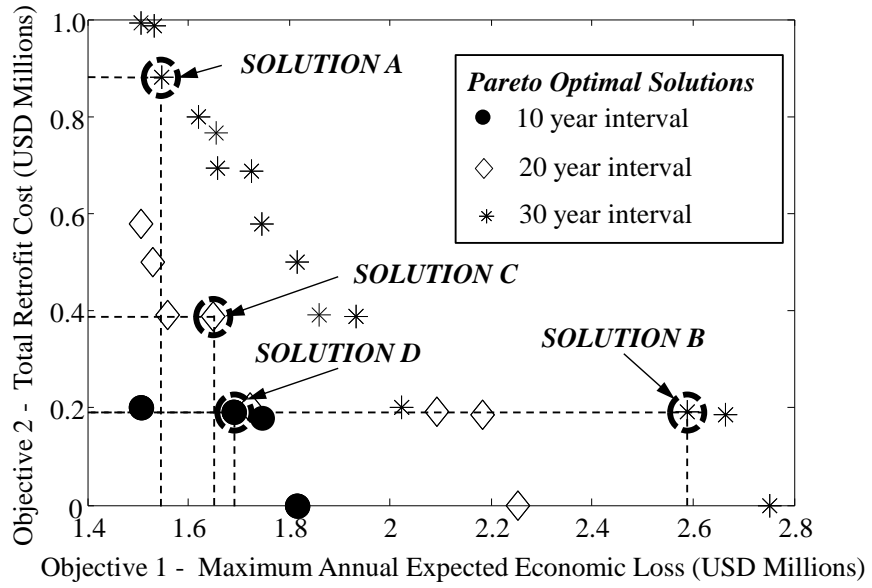 1.0
0.8
0.6
0.4
0.2
0
Objective 2 - Total Retrofit Cost (USD Millions)
SOLUTION A
Pareto Optimal Solutions
10 year interval
20 year interval
30 year interval
SOLUTION C
SOLUTION D
SOLUTION B
1.4 1.6 1.8 2 2.2 2.4 2.6 2.8
Objective 1 - Maximum Annual Expected Economic Loss (USD Millions)